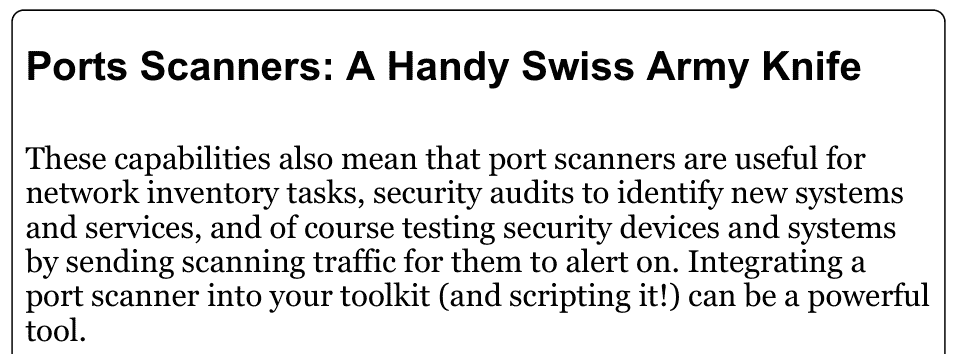 Ports Scanners: A Handy Swiss Army Knife
These capabilities also mean that port scanners are useful for
network inventory tasks, security audits to identify new systems
and services, and of course testing security devices and systems
by sending scanning traffic for them to alert on. Integrating a
port scanner into your toolkit (and scripting it!) can be a powerful
tool.